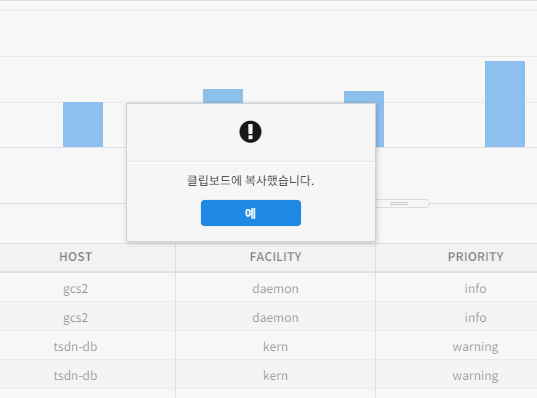 클립보드에 복사했습니다.
예
HOST FACILITY PRIORITY
gcs2 daemon info
gcs2 daemon info
tsdn-db kern warning
tsdn-db kern warning